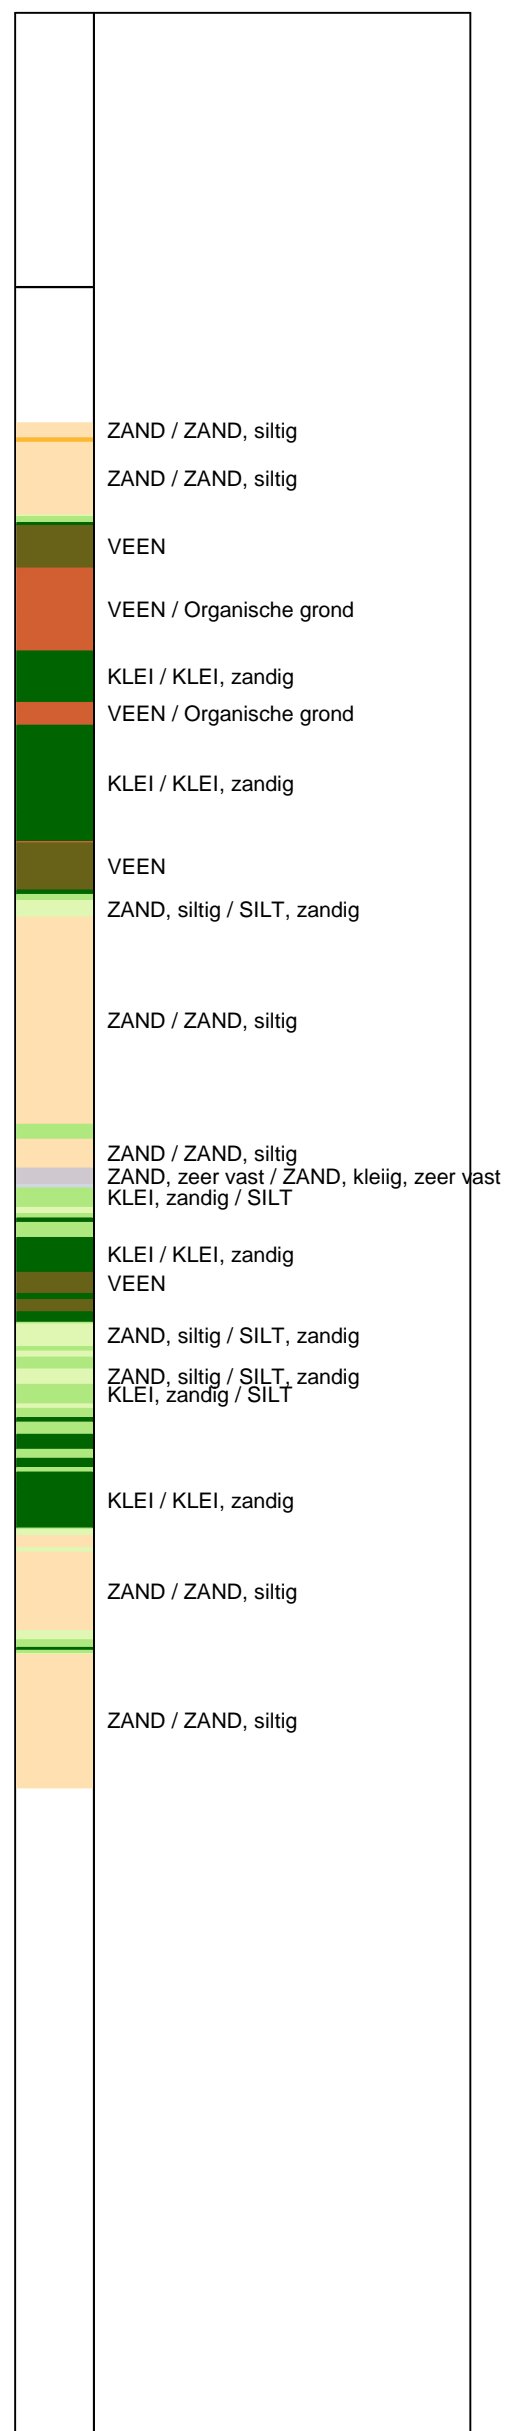 ZAND / ZAND, siltig
ZAND / ZAND, siltig
VEEN
VEEN / Organische grond
KLEI / KLEI, zandig
VEEN / Organische grond
KLEI / KLEI, zandig
VEEN
ZAND, siltig / SILT, zandig
ZAND / ZAND, siltig
ZAND / ZAND, siltig
ZAND, zeer vast / ZAND, kleiig, zeer vast
KLEI, zandig / SILT
KLEI / KLEI, zandig
VEEN
ZAND, siltig / SILT, zandig
ZAND, siltig / SILT, zandig
KLEI, zandig / SILT
KLEI / KLEI, zandig
ZAND / ZAND, siltig
ZAND / ZAND, siltig